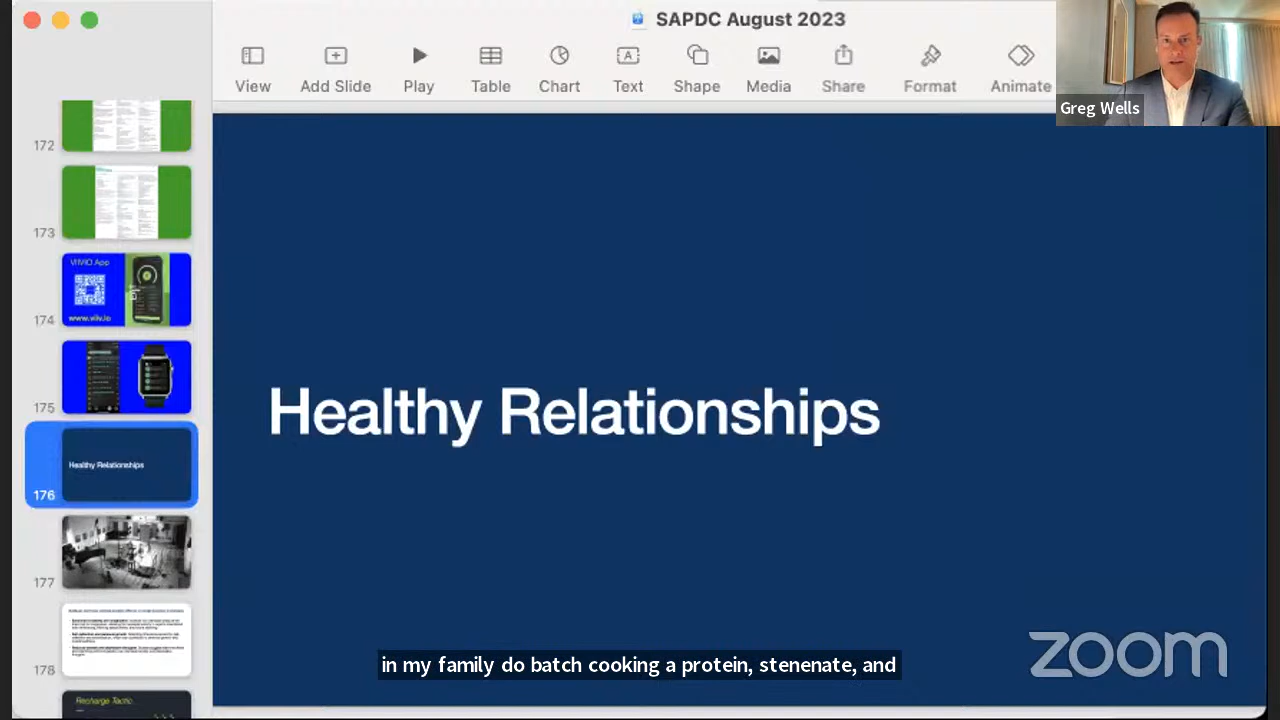 SAPDC August 2023
View
Add Slide
Play
Table
Chart
Text
Shape
Media
Share
Format
Animate
Greg Wells
172
173
VIIVIO App
www.viiv.io
174
175
Healthy Relationships
176
177
178
Recharge Tactic
Healthy Relationships
in my family do batch cooking a protein, stenenate, and
zoom